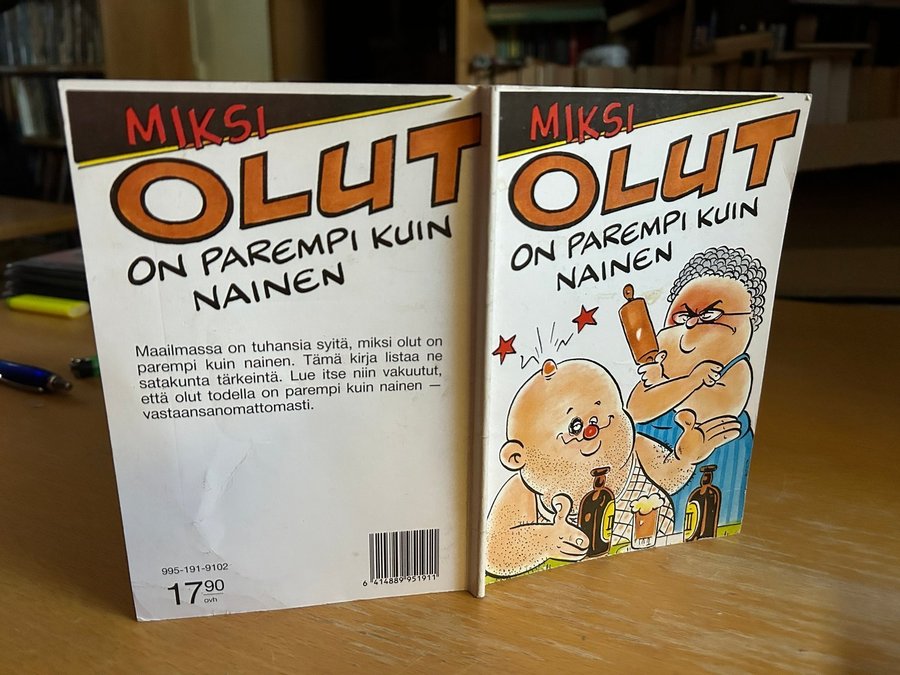 MIKSI
OLUT
ON PAREMPI KUIN
NAINEN
Maailmassa on tuhansia syitä, miksi olut on
parempi kuin nainen. Tämä kirja listaa ne
satakunta tärkeintä. Lue itse niin vakuutut,
että olut todella on parempi kuin nainen —
vastaansanomattomasti.
995-191-9102
17 90
ovh
6 414889 951911
MIKSI
OLUT
ON PAREMPI KUIN
NAINEN